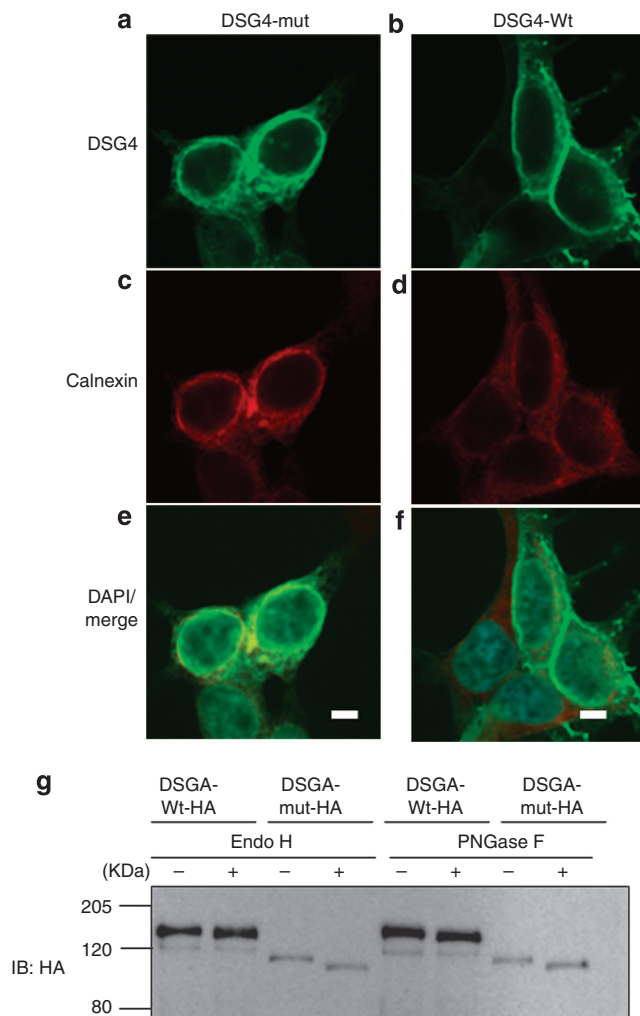 a DSG4-mut b DSG4-Wt
DSG4
c d
Calnexin
e f
DAPI/
merge
g
DSGA- DSGA- DSGA- DSGA-
Wt-HA mut-HA Wt-HA mut-HA
Endo H PNGase F
(KDa) – + – + – + – +
205
120
IB: HA
80